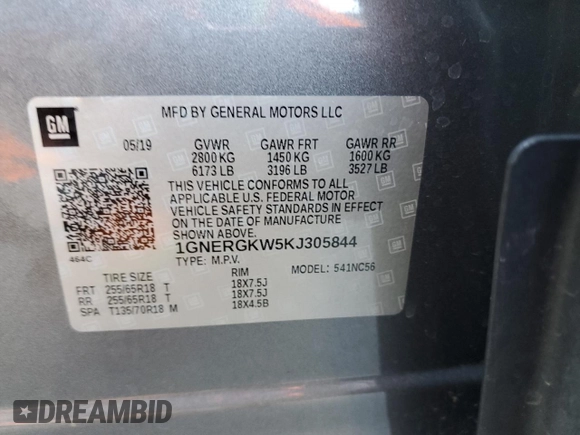 GM
MFD BY GENERAL MOTORS LLC
05/19 GVWR GAWR FRT GAWR RR
2800 KG 1450 KG 1600 KG
6173 LB 3196 LB 3527 LB
THIS VEHICLE CONFORMS TO ALL
APPLICABLE U.S. FEDERAL MOTOR
VEHICLE SAFETY STANDARDS IN EFFECT
ON THE DATE OF MANUFACTURE
SHOWN ABOVE.
1GNERGKW5KJ305844
464C
TYPE: M.P.V. MODEL: 541NC56
TIRE SIZE RIM
FRT 255/65R18 T 18X7.5J
RR 255/65R18 T 18X7.5J
SPA T135/70R18 M 18X4.5B
DREAMBID